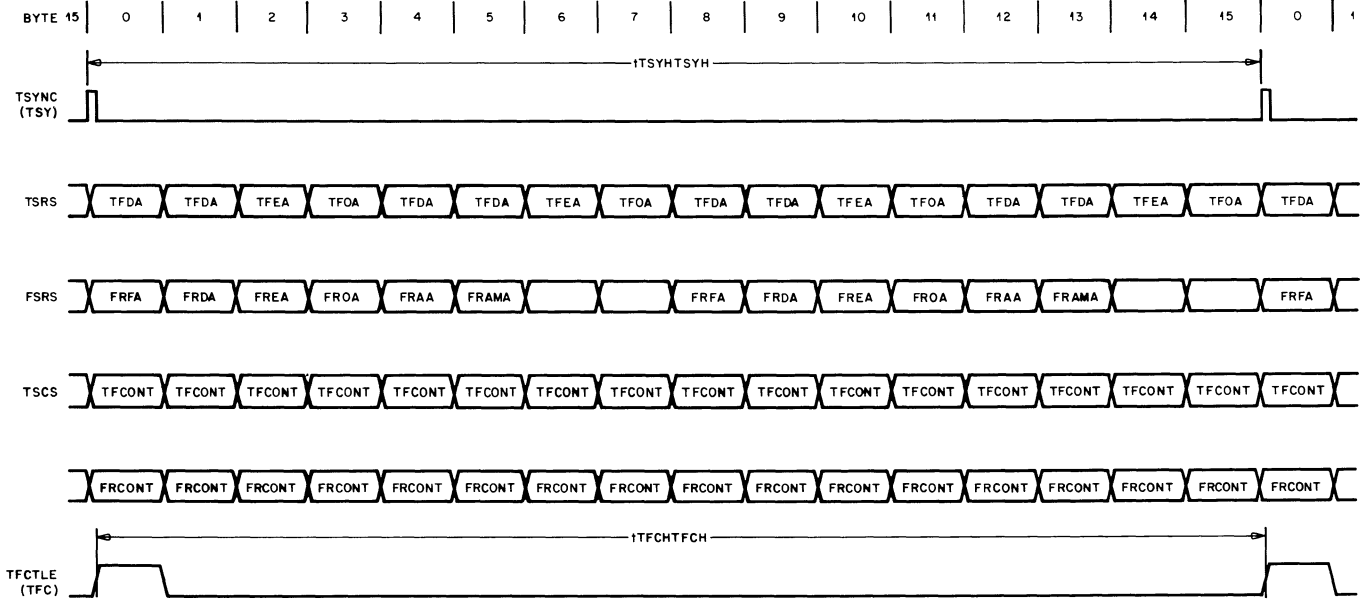 BYTE 15 0 1 2 3 4 5 6 7 8 9 10 11 12 13 14 15 0 1
tTSYHTSYH
TSYNC
(TSY)
TSRS TFDA TFDA TFEA TFOA TFDA TFDA TFEA TFOA TFDA TFDA TFEA TFOA TFDA TFDA TFEA TFOA TFDA
FSRS FRFA FRDA FREA FROA FRAA FRAMA FRFA FRDA FREA FROA FRAA FRAMA FRFA
TSCS TFCONT TFCONT TFCONT TFCONT TFCONT TFCONT TFCONT TFCONT TFCONT TFCONT TFCONT TFCONT TFCONT TFCONT TFCONT TFCONT TFCONT
FRCONT FRCONT FRCONT FRCONT FRCONT FRCONT FRCONT FRCONT FRCONT FRCONT FRCONT FRCONT FRCONT FRCONT FRCONT FRCONT FRCONT
tTFCHTFCH
TFCTLE
(TFC)